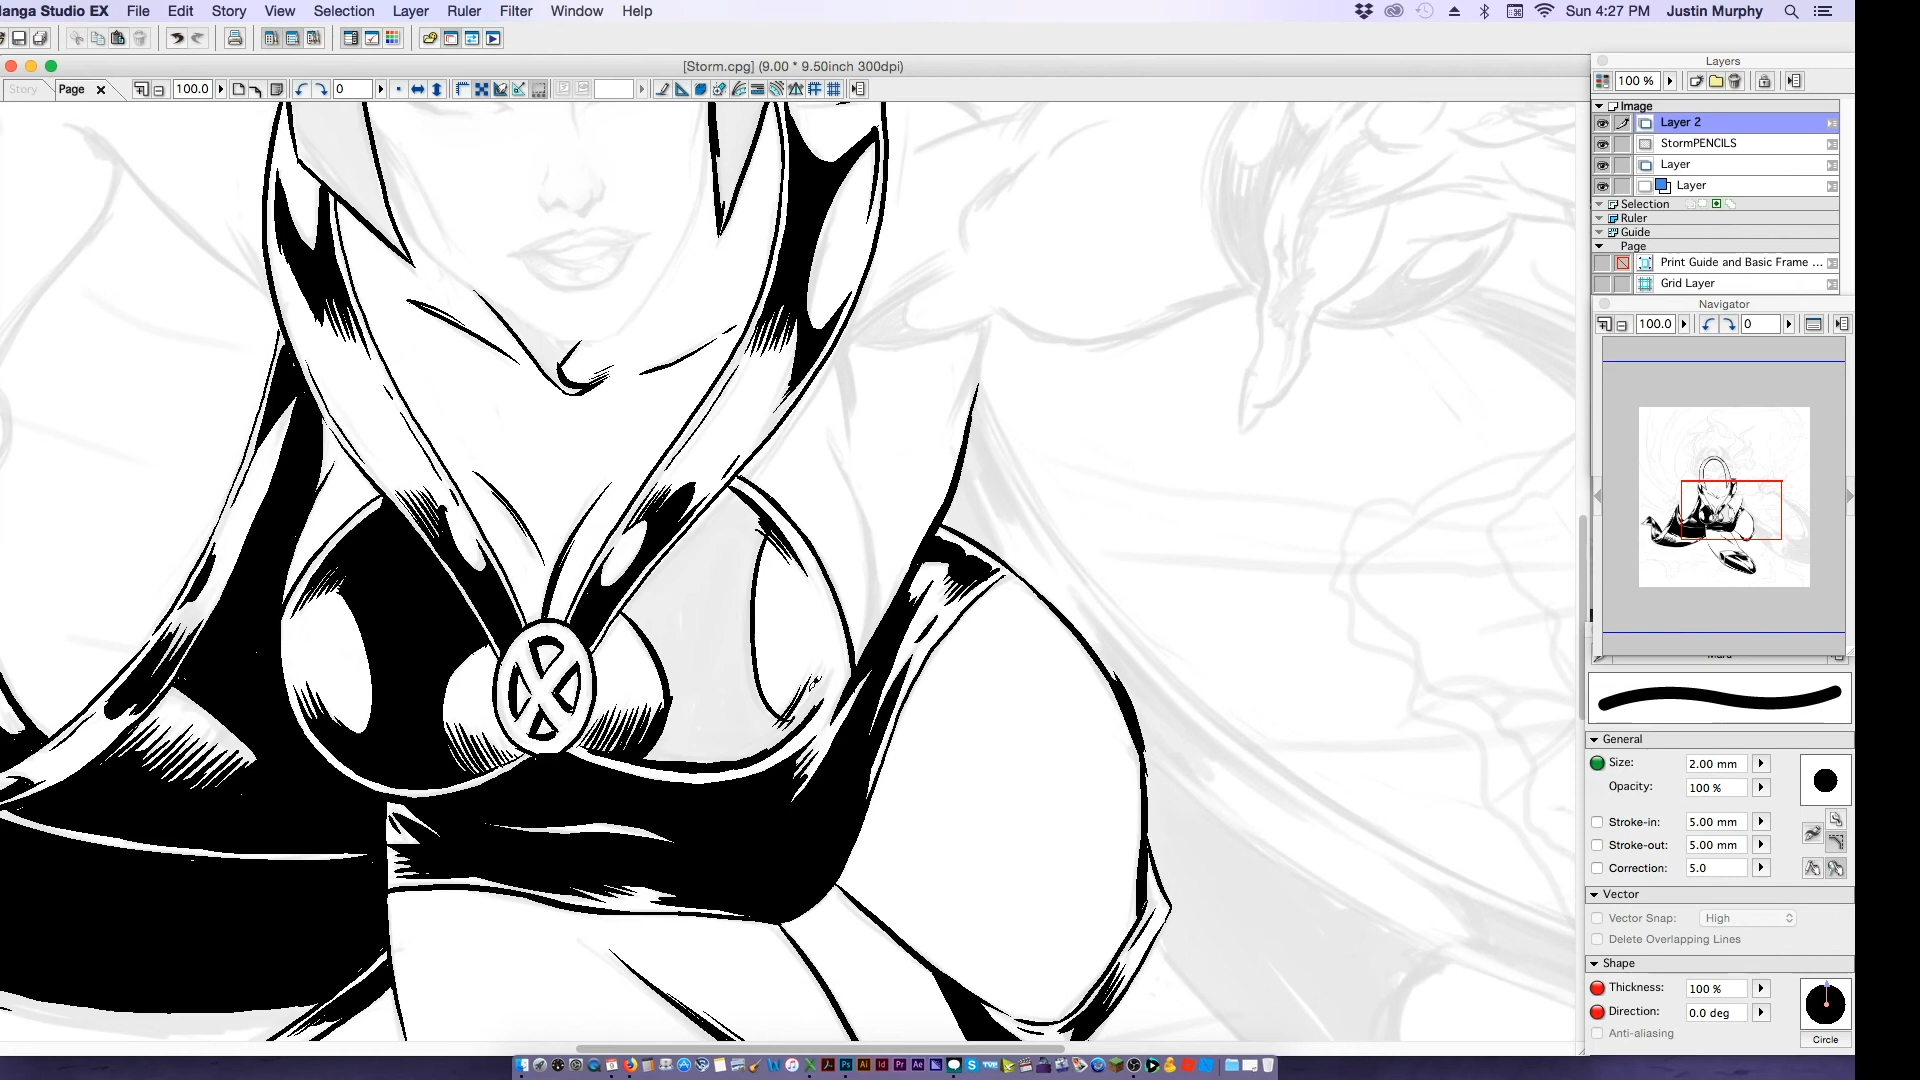 Manga Studio EX File Edit Story View Selection Layer Ruler Filter Window Help Sun 4:27 PM Justin Murphy
[Storm.cpg] (9.00 * 9.50inch 300dpi)
Story Page 100.0 0
Layers
100 %
Image
Layer 2
StormPENCILS
Layer
Layer
Selection
Ruler
Guide
Page
Print Guide and Basic Frame ...
Grid Layer
Navigator
100.0 0
General
Size: 2.00 mm
Opacity: 100 %
Stroke-in: 5.00 mm
Stroke-out: 5.00 mm
Correction: 5.0
Vector
Vector Snap: High
Delete Overlapping Lines
Shape
Thickness: 100 %
Direction: 0.0 deg
Anti-aliasing
Circle